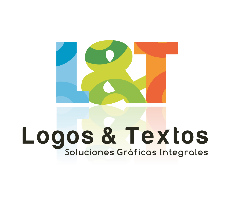 L&T
Logos & Textos
Soluciones Gráficas Integrales